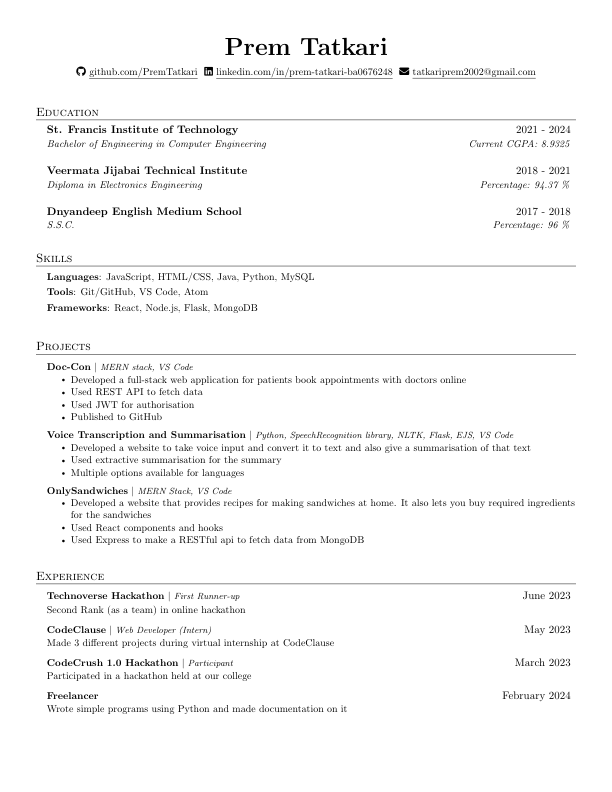 Prem Tatkari
github.com/PremTatkari linkedin.com/in/prem-tatkari-ba0676248 tatkariprem2002@gmail.com
Education
St. Francis Institute of Technology 2021 - 2024
Bachelor of Engineering in Computer Engineering Current CGPA: 8.9325
Veermata Jijabai Technical Institute 2018 - 2021
Diploma in Electronics Engineering Percentage: 94.37 %
Dnyandeep English Medium School 2017 - 2018
S.S.C. Percentage: 96 %
Skills
Languages: JavaScript, HTML/CSS, Java, Python, MySQL
Tools: Git/GitHub, VS Code, Atom
Frameworks: React, Node.js, Flask, MongoDB
Projects
Doc-Con | MERN stack, VS Code
• Developed a full-stack web application for patients book appointments with doctors online
• Used REST API to fetch data
• Used JWT for authorisation
• Published to GitHub
Voice Transcription and Summarisation | Python, SpeechRecognition library, NLTK, Flask, EJS, VS Code
• Developed a website to take voice input and convert it to text and also give a summarisation of that text
• Used extractive summarisation for the summary
• Multiple options available for languages
OnlySandwiches | MERN Stack, VS Code
• Developed a website that provides recipes for making sandwiches at home. It also lets you buy required ingredients
for the sandwiches
• Used React components and hooks
• Used Express to make a RESTful api to fetch data from MongoDB
Experience
Technoverse Hackathon | First Runner-up June 2023
Second Rank (as a team) in online hackathon
CodeClause | Web Developer (Intern) May 2023
Made 3 different projects during virtual internship at CodeClause
CodeCrush 1.0 Hackathon | Participant March 2023
Participated in a hackathon held at our college
Freelancer February 2024
Wrote simple programs using Python and made documentation on it